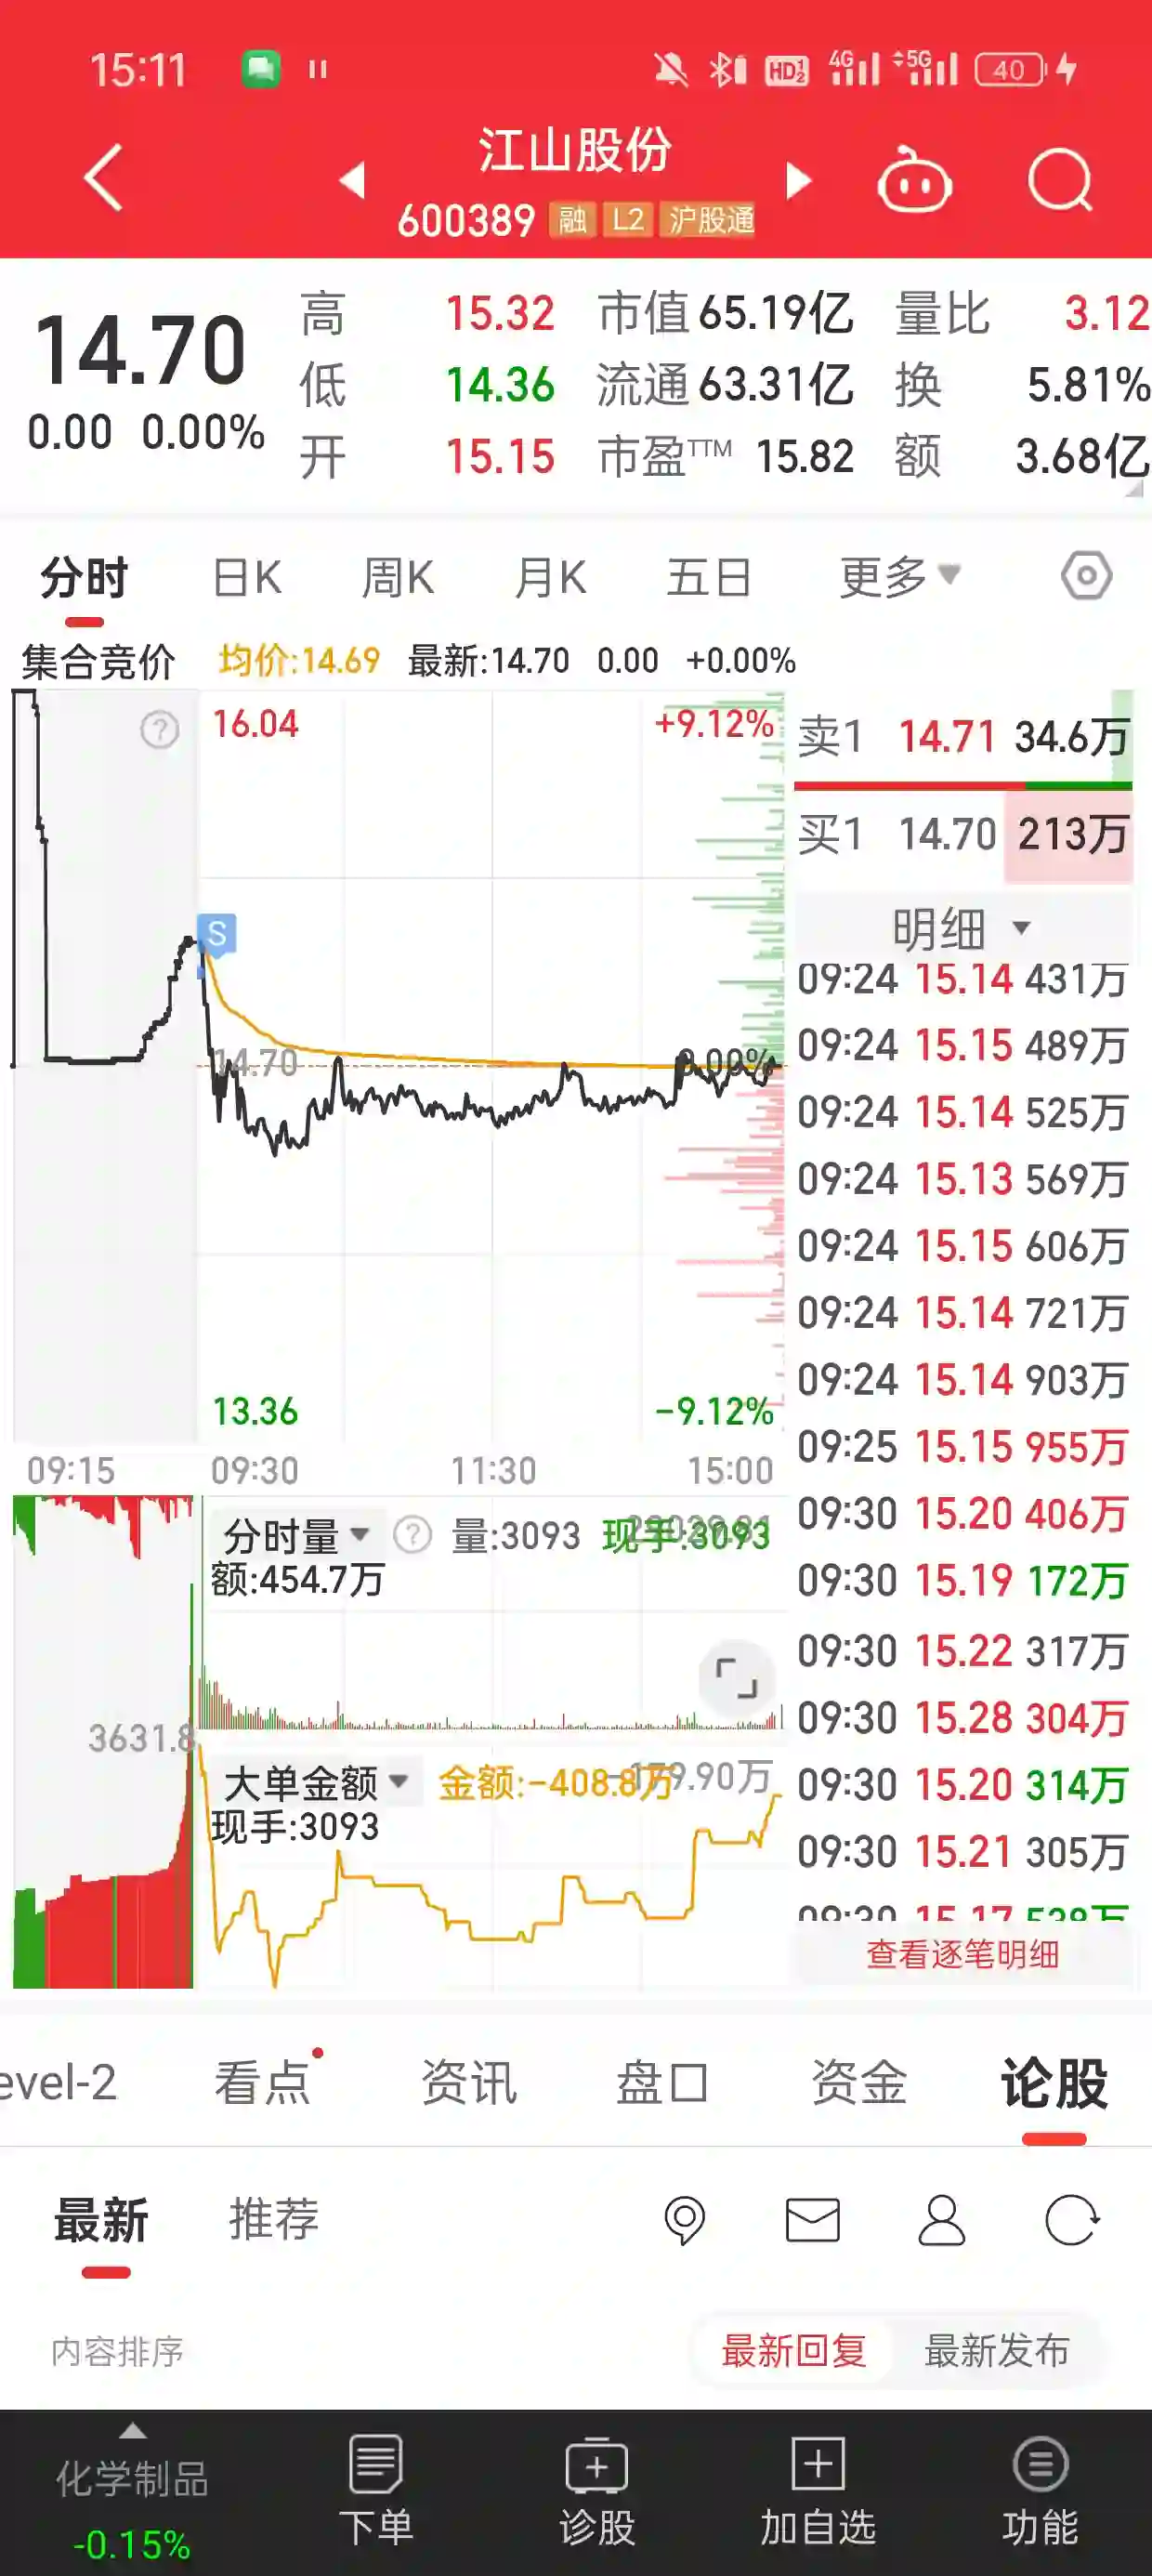 15:11
HD 1 2 4G 5G 40
江山股份
600389 融 L2 沪股通
14.70
0.00 0.00%
高 15.32 市值 65.19亿 量比 3.12
低 14.36 流通 63.31亿 换 5.81%
开 15.15 市盈TTM 15.82 额 3.68亿
分时 日K 周K 月K 五日 更多
集合竞价 均价:14.69 最新:14.70 0.00 +0.00%
?
16.04 +9.12%
S
14.70 0.00%
13.36 -9.12%
09:15 09:30 11:30 15:00
卖1 14.71 34.6万
买1 14.70 213万
明细
09:24 15.14 431万
09:24 15.15 489万
09:24 15.14 525万
09:24 15.13 569万
09:24 15.15 606万
09:24 15.14 721万
09:24 15.14 903万
09:25 15.15 955万
09:30 15.20 406万
09:30 15.19 172万
09:30 15.22 317万
09:30 15.28 304万
09:30 15.20 314万
09:30 15.21 305万
09:30 15.17
查看逐笔明细
分时量 ? 量:3093 现手:3093
额:454.7万
3631.8
大单金额 金额:-408.8万
现手:3093
evel-2 看点 资讯 盘口 资金 论股
最新 推荐
内容排序 最新回复 最新发布
化学制品
-0.15%
下单 诊股 加自选 功能